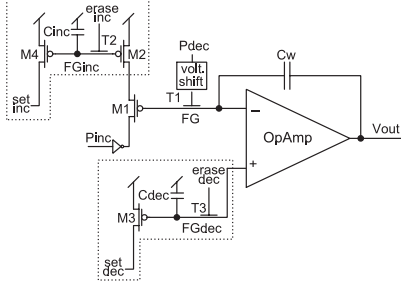 erase
inc
Cinc
T2
M4
M2
FGinc
set
inc
Pdec
volt.
shift
T1
M1
FG
Pinc
Cw
−
OpAmp
+
Vout
erase
dec
Cdec
T3
M3
FGdec
set
dec